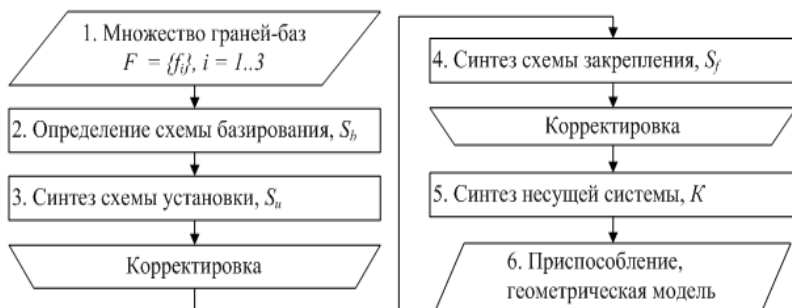 1. Множество граней-баз
F = {fi}, i = 1..3
2. Определение схемы базирования, Sb
3. Синтез схемы установки, Su
Корректировка
4. Синтез схемы закрепления, Sf
Корректировка
5. Синтез несущей системы, К
6. Приспособление,
геометрическая модель